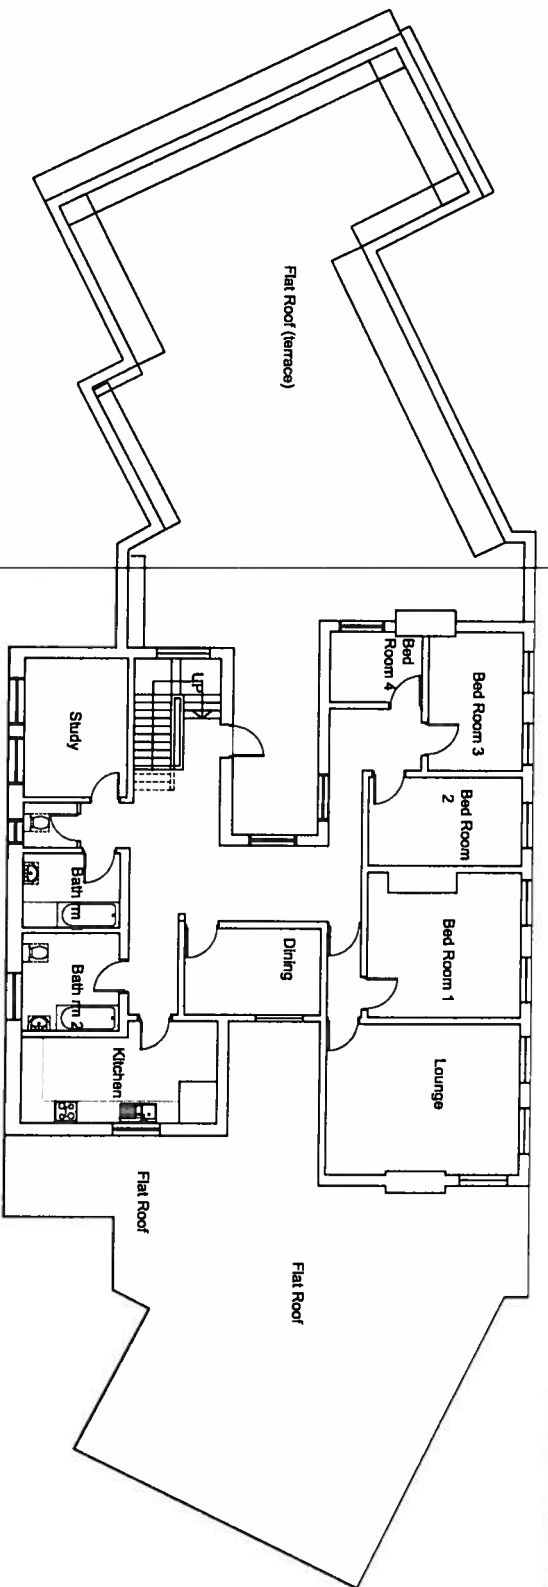 Flat Roof (terrace)
Bed
Room 4
Bed Room 3
UP
Study
Bed Room
2
Bath rm
Bed Room 1
Dining
Bath rm 2
Kitchen
Lounge
Flat Roof
Flat Roof